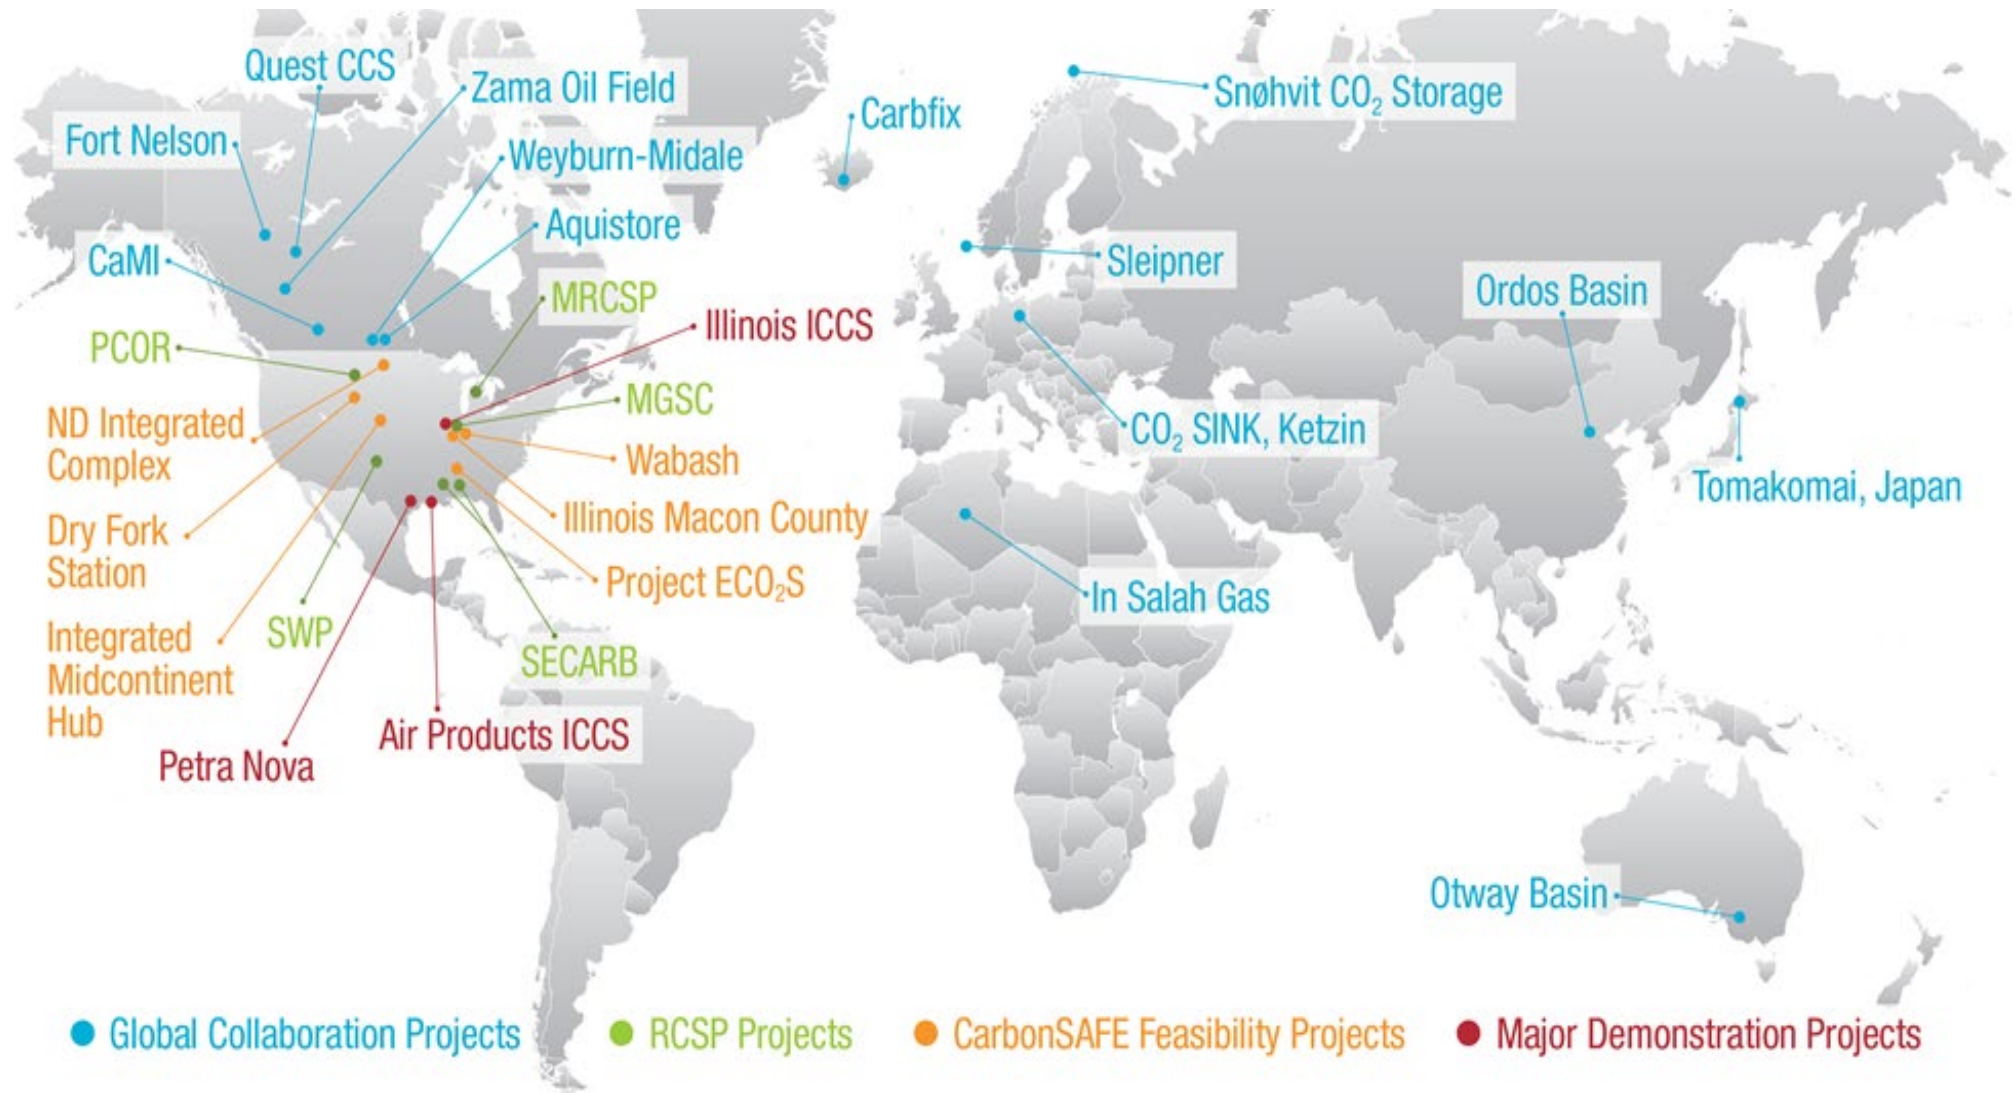 Quest CCS
Zama Oil Field
Snøhvit CO₂ Storage
Carbfix
Fort Nelson
Weyburn-Midale
Aquistore
CaMI
Sleipner
MRCSP
Ordos Basin
Illinois ICCS
PCOR
MGSC
ND Integrated
Complex
CO₂ SINK, Ketzin
Wabash
Tomakomai, Japan
Illinois Macon County
Dry Fork
Station
Project ECO₂S
In Salah Gas
SWP
Integrated
Midcontinent
Hub
SECARB
Air Products ICCS
Petra Nova
Otway Basin
Global Collaboration Projects
RCSP Projects
CarbonSAFE Feasibility Projects
Major Demonstration Projects